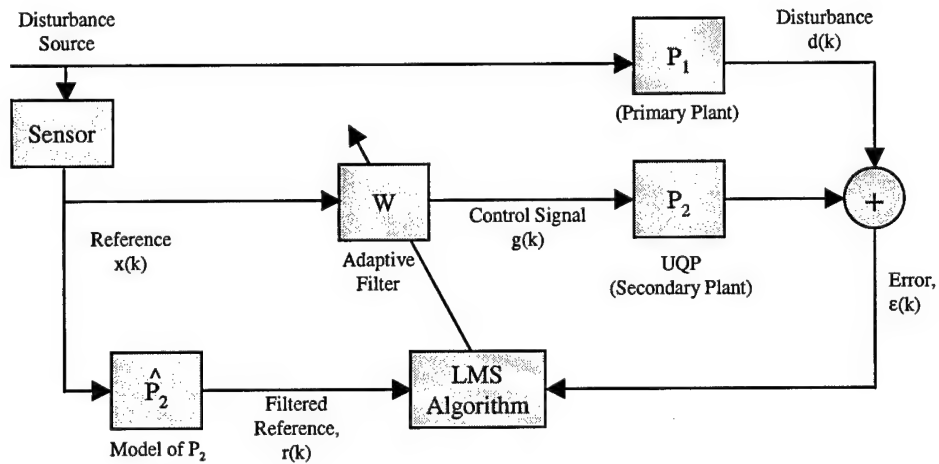 Disturbance
Source
Disturbance
d(k)
P₁
(Primary Plant)
Sensor
W
Adaptive
Filter
Control Signal
g(k)
P₂
UQP
(Secondary Plant)
+
Reference
x(k)
Error,
ε(k)
P̂₂
Model of P₂
Filtered
Reference,
r(k)
LMS
Algorithm